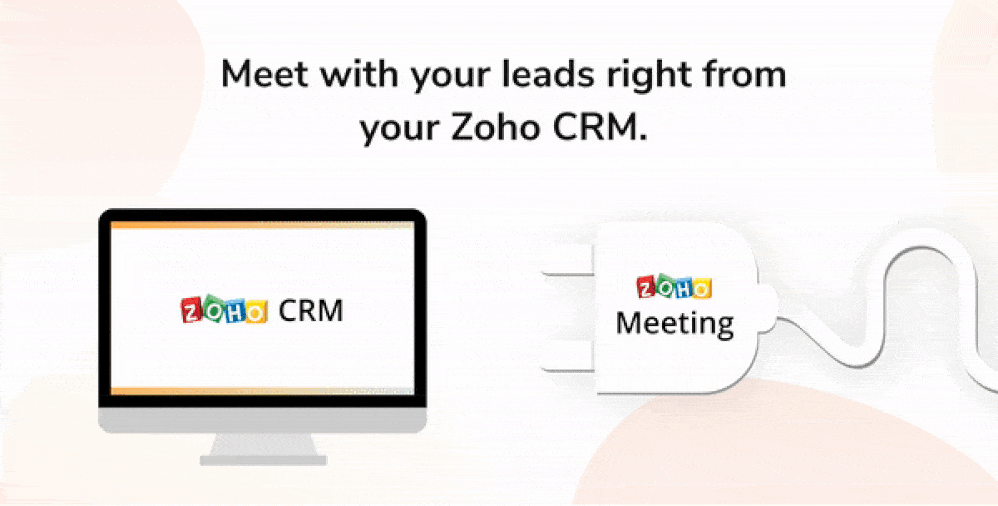 Meet with your leads right from
your Zoho CRM.
ZOHO CRM
ZOHO
Meeting